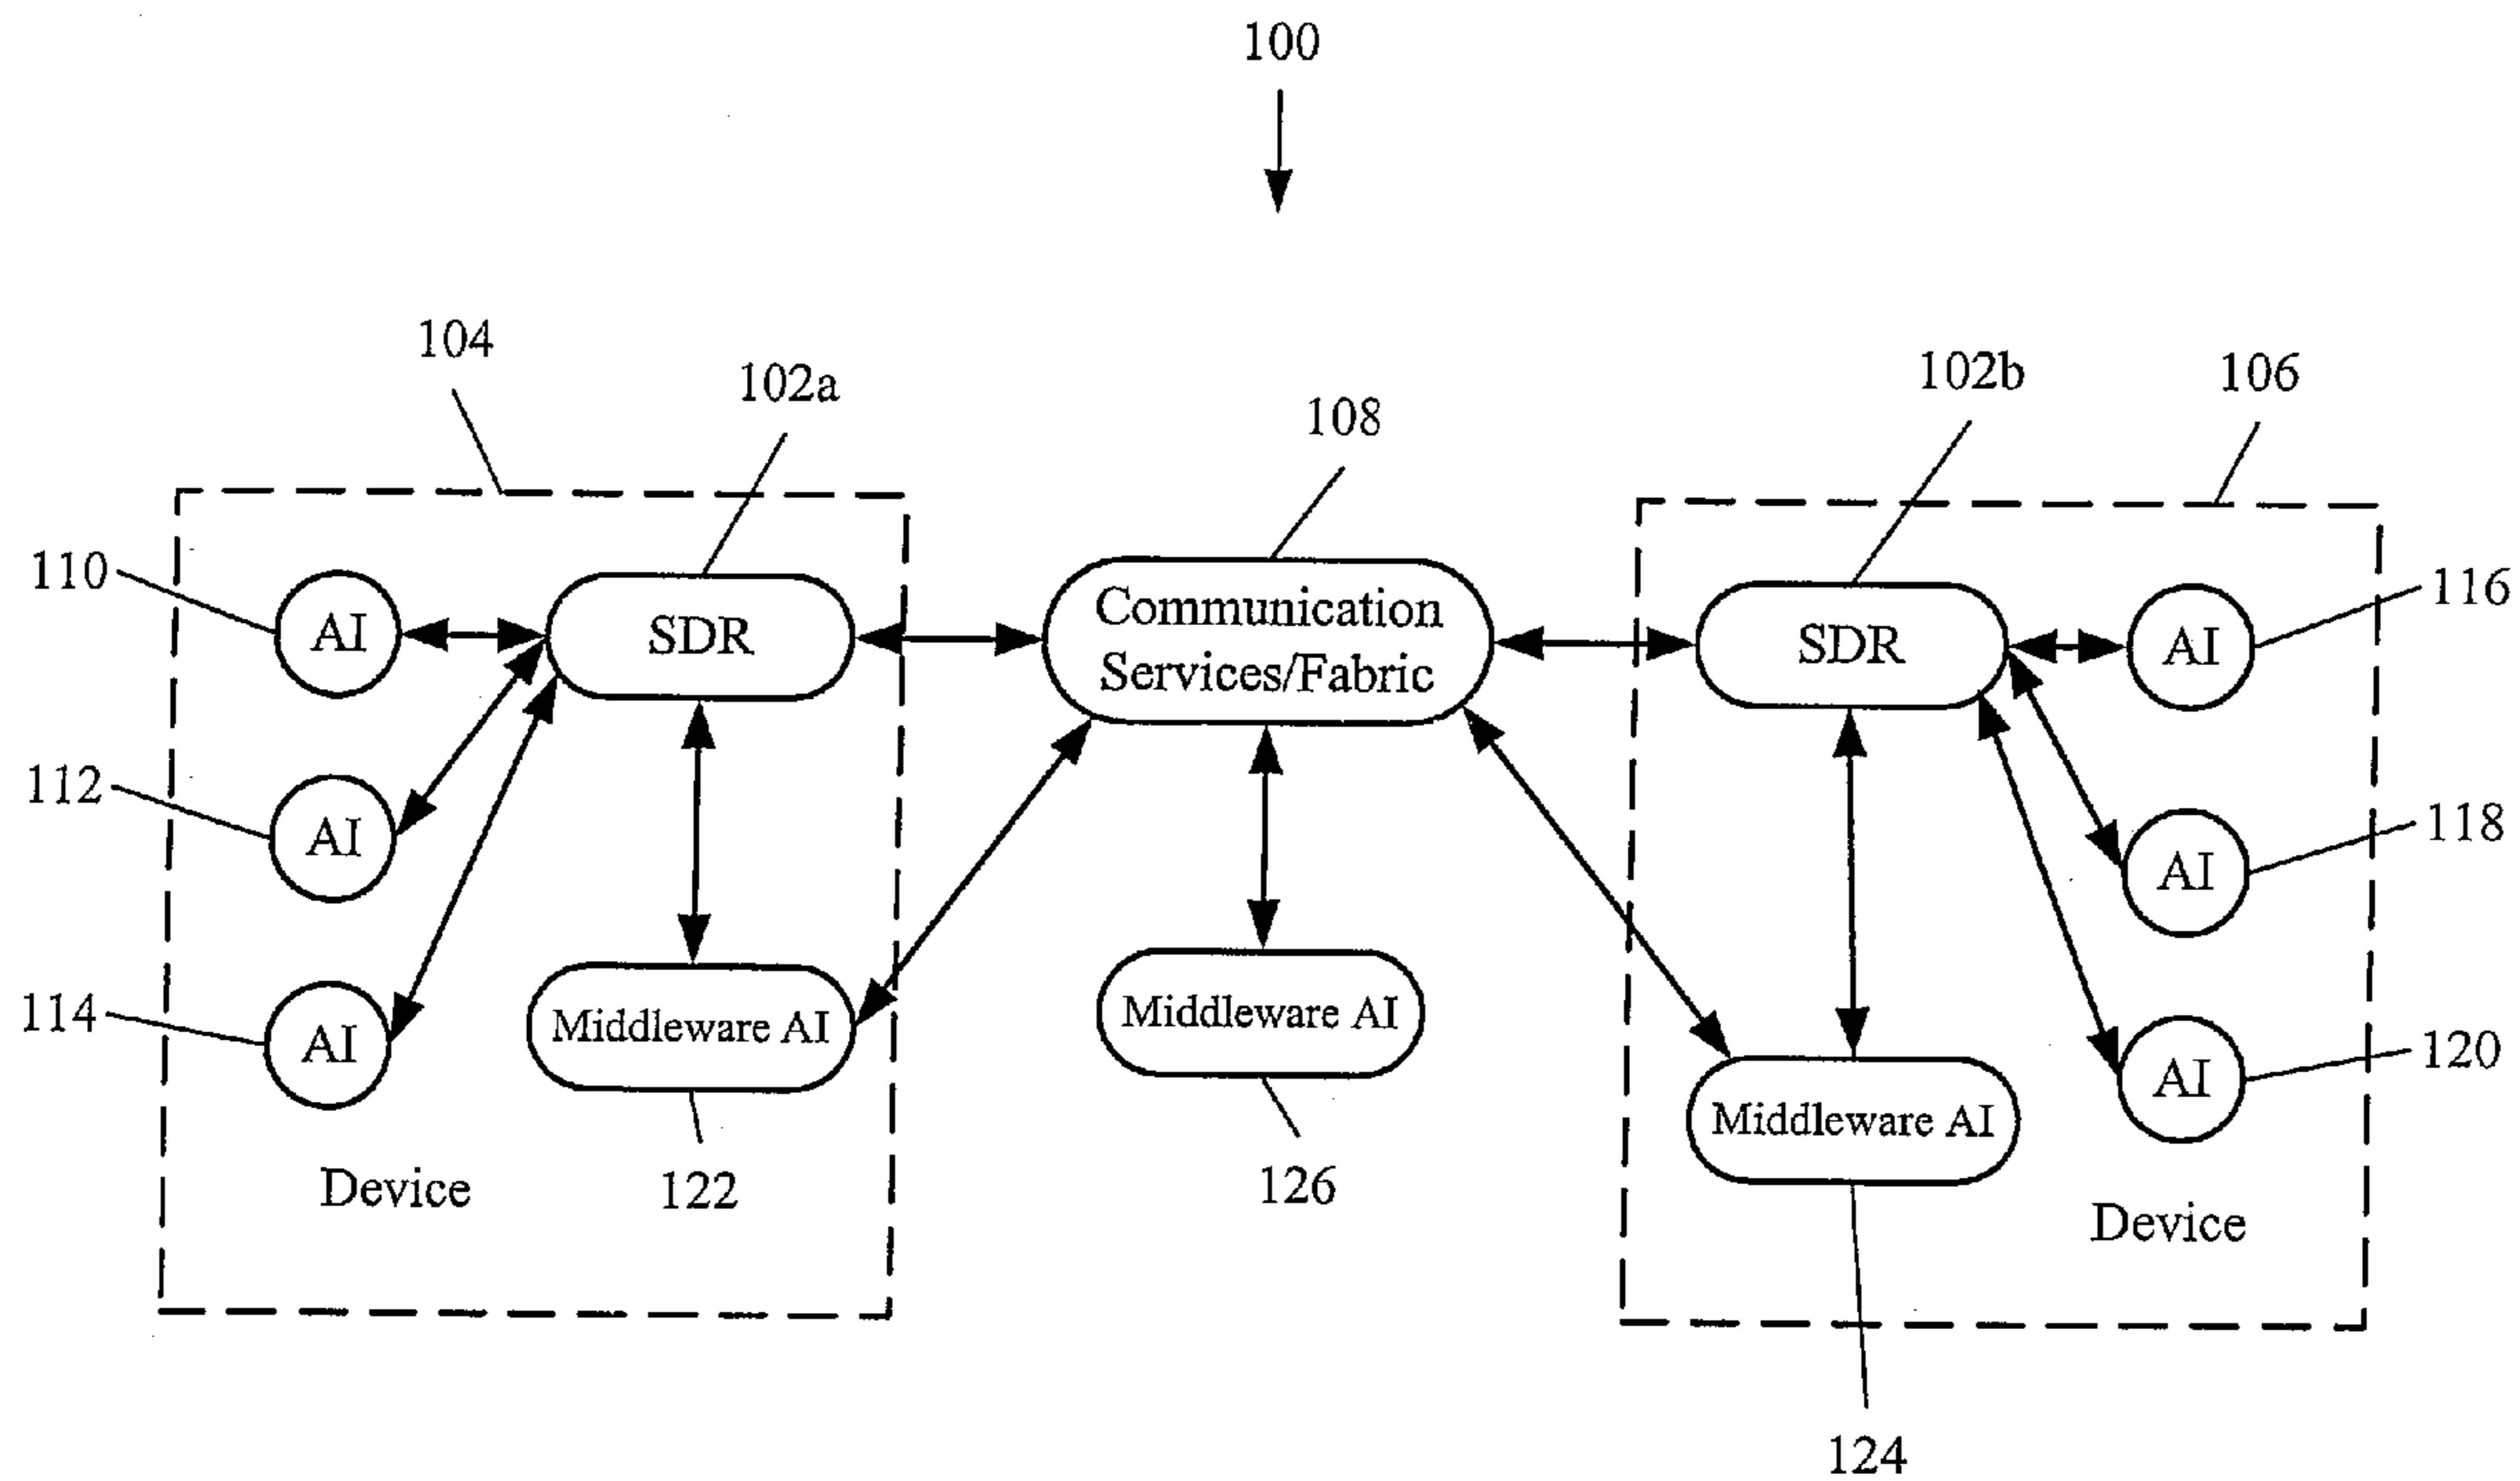 100
104
102a
108
102b
106
110
AI
SDR
Communication
Services/Fabric
SDR
AI
116
112
AI
AI
118
114
AI
Middleware AI
Middleware AI
Middleware AI
AI
120
Device
122
126
Device
124